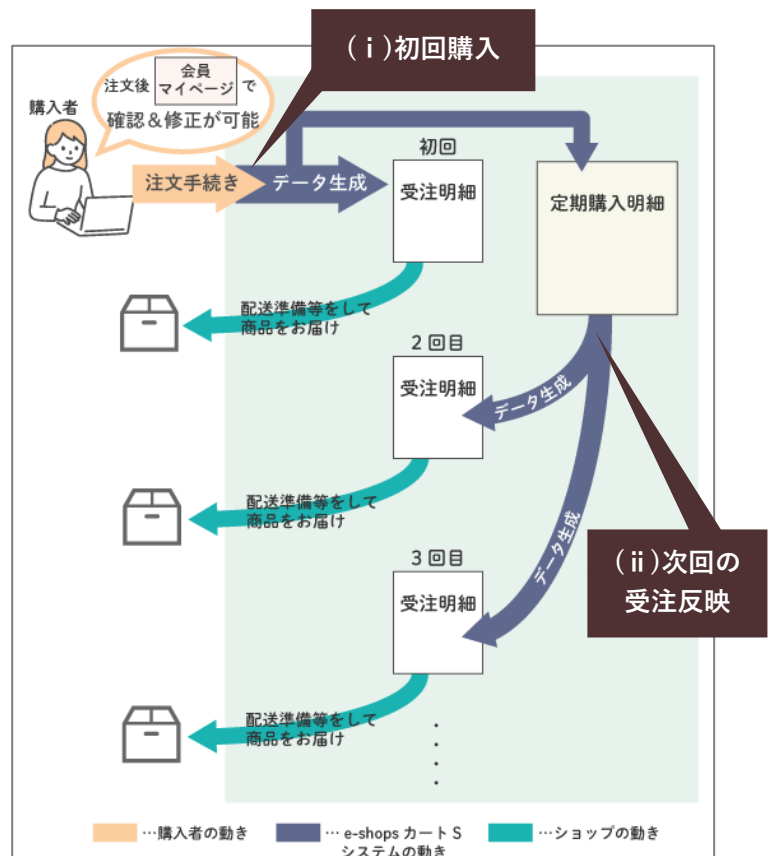 (ⅰ)初回購入
注文後
会員
マイページ
で
確認&修正が可能
購入者
注文手続き
データ生成
初回
受注明細
定期購入明細
配送準備等をして
商品をお届け
2回目
受注明細
データ生成
配送準備等をして
商品をお届け
データ生成
(ⅱ)次回の
受注反映
3回目
受注明細
配送準備等をして
商品をお届け
…購入者の動き
… e-shops カート S
システムの動き
…ショップの動き